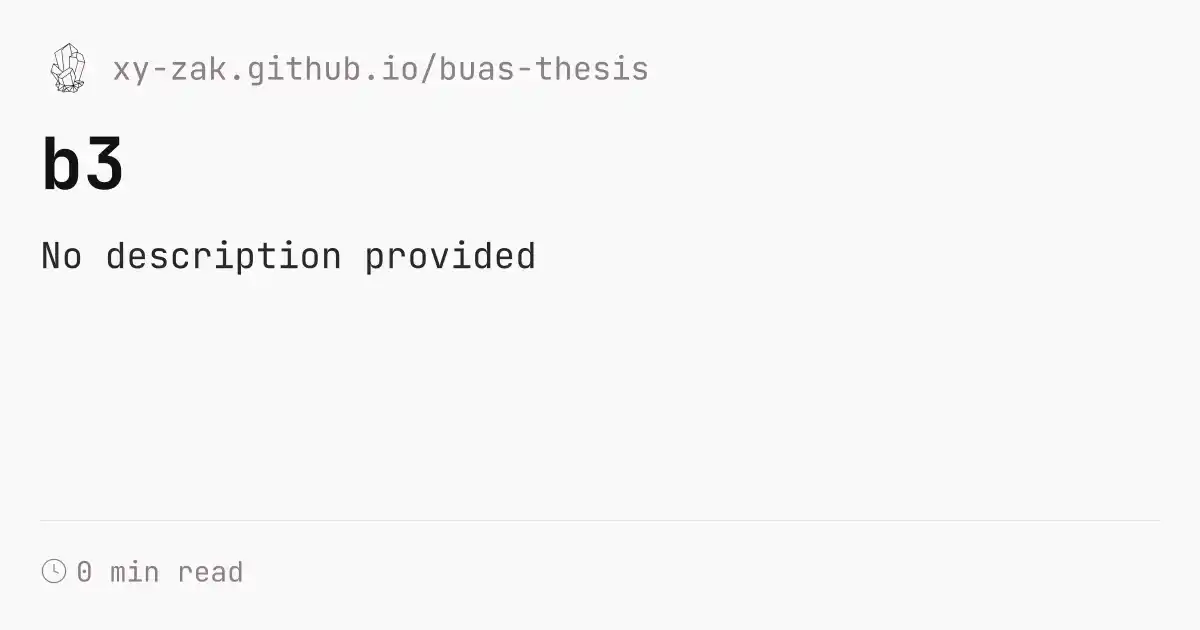 xy-zak.github.io/buas-thesis
b3
No description provided
0 min read